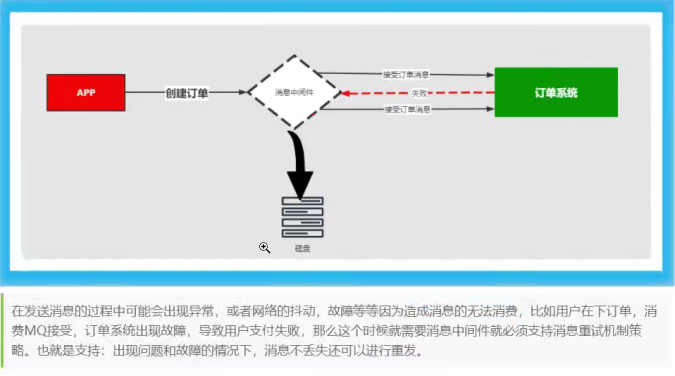 APP
创建订单
消息中间件
接受订单消息
失败
接受订单消息
订单系统
磁盘
在发送消息的过程中可能会出现异常，或者网络的抖动，故障等等因为造成消息的无法消费，比如用户在下订单，消
费MQ接受，订单系统出现故障，导致用户支付失败，那么这个时候就需要消息中间件就必须支持消息重试机制策
略。也就是支持：出现问题和故障的情况下，消息不丢失还可以进行重发。